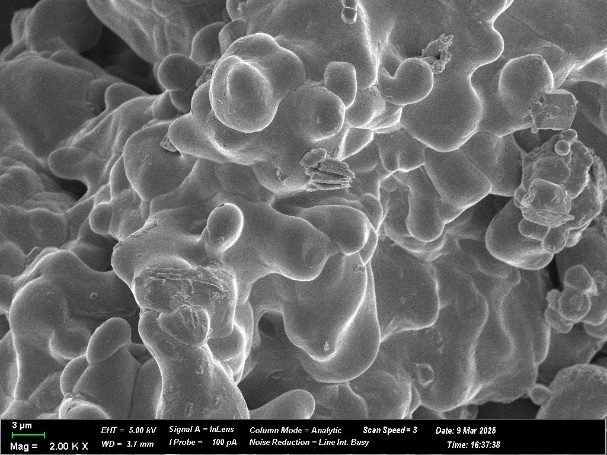 3 µm
EHT = 5.00 kV Signal A = InLens Column Mode = Analytic Scan Speed = 3 Date: 9 Mar 2025
Mag = 2.00 K X WD = 3.7 mm I Probe = 100 pA Noise Reduction = Line Int. Busy Time: 16:37:38